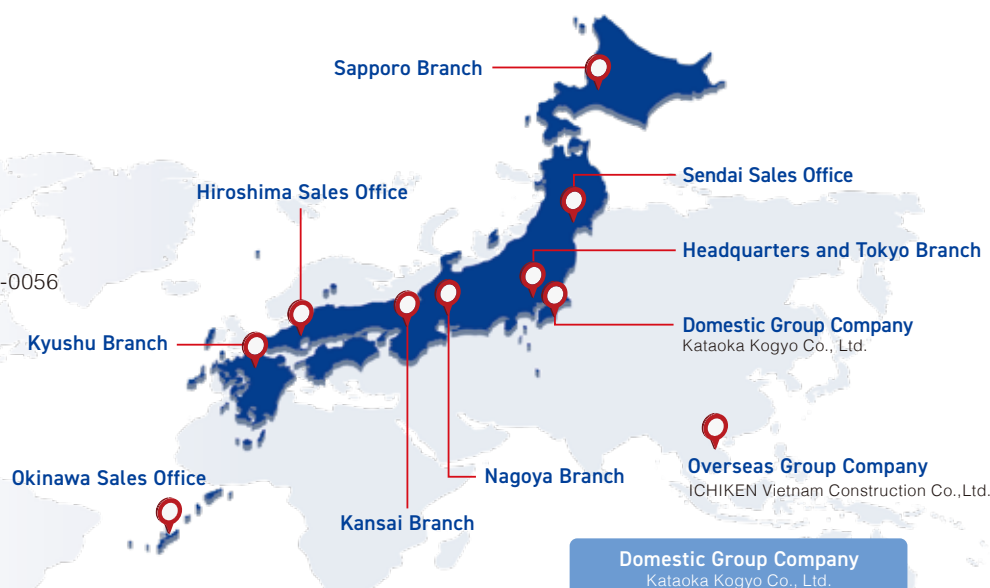 Sapporo Branch
Sendai Sales Office
Hiroshima Sales Office
Headquarters and Tokyo Branch
-0056
Domestic Group Company
Kataoka Kogyo Co., Ltd.
Kyushu Branch
Overseas Group Company
ICHIKEN Vietnam Construction Co.,Ltd.
Okinawa Sales Office
Nagoya Branch
Kansai Branch
Domestic Group Company
Kataoka Kogyo Co., Ltd.